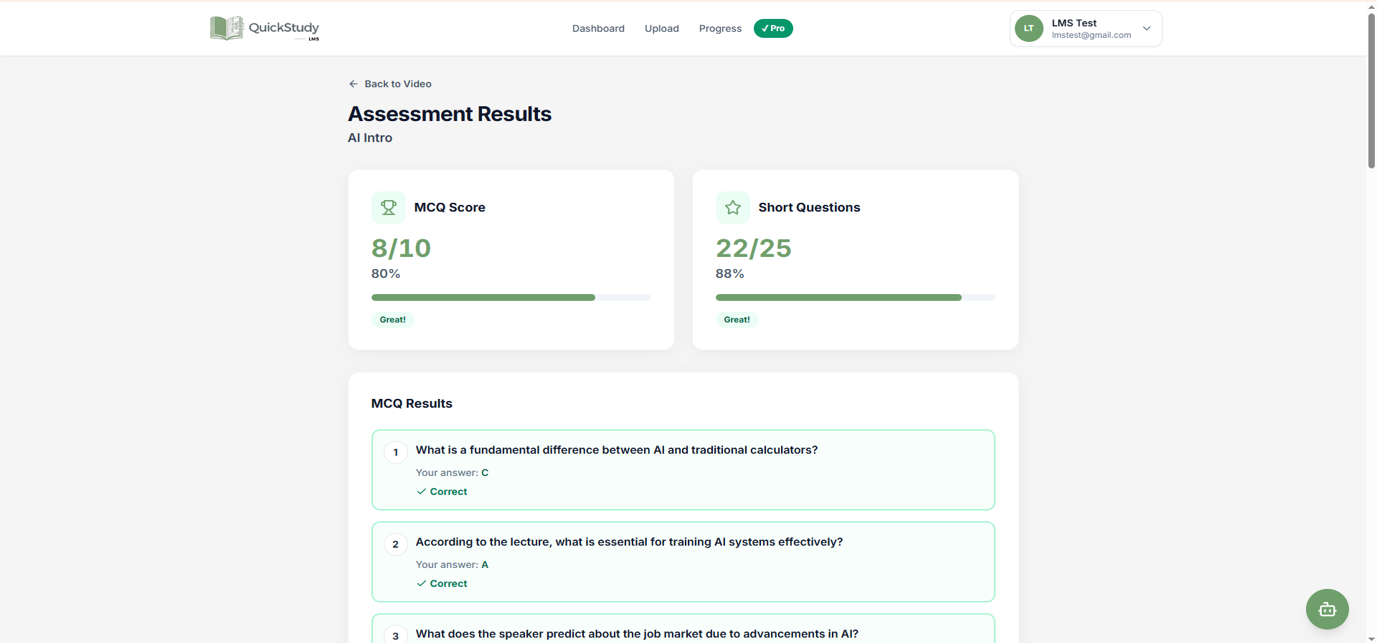 QuickStudy
LMS
Dashboard
Upload
Progress
✓ Pro
LT
LMS Test
lmstest@gmail.com
← Back to Video
Assessment Results
AI Intro
MCQ Score
8/10
80%
Great!
Short Questions
22/25
88%
Great!
MCQ Results
1
What is a fundamental difference between AI and traditional calculators?
Your answer: C
✓ Correct
2
According to the lecture, what is essential for training AI systems effectively?
Your answer: A
✓ Correct
3
What does the speaker predict about the job market due to advancements in AI?